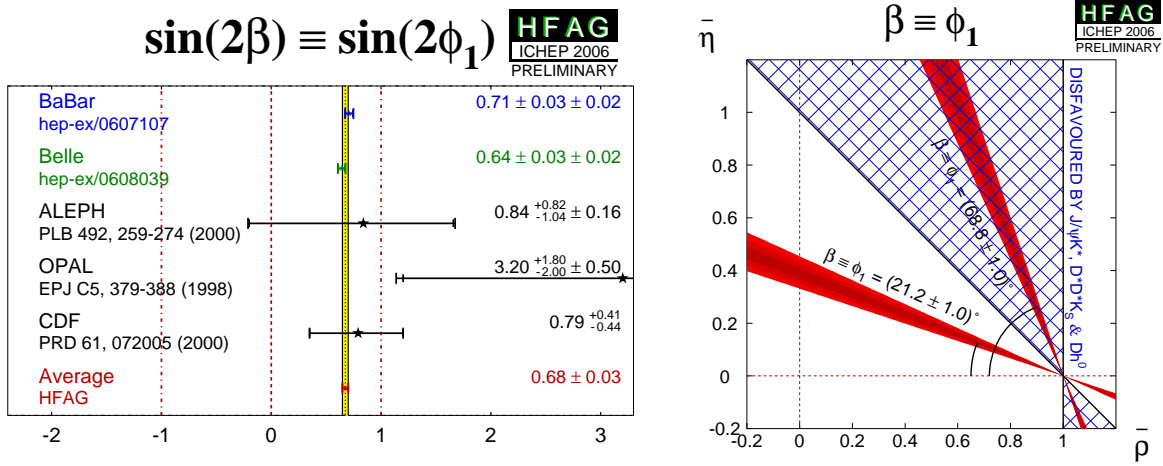 sin(2β) ≡ sin(2ϕ₁)
HFAG
ICHEP 2006
PRELIMINARY
BaBar 0.71 ± 0.03 ± 0.02
hep-ex/0607107
Belle 0.64 ± 0.03 ± 0.02
hep-ex/0608039
ALEPH 0.84 +0.82 -1.04 ± 0.16
PLB 492, 259-274 (2000)
OPAL 3.20 +1.80 -2.00 ± 0.50
EPJ C5, 379-388 (1998)
CDF 0.79 +0.41 -0.44
PRD 61, 072005 (2000)
Average 0.68 ± 0.03
HFAG
-2 -1 0 1 2 3
β ≡ ϕ₁
HFAG
ICHEP 2006
PRELIMINARY
η̄
1
0.8
0.6
0.4
0.2
0
-0.2
β ≡ ϕ₁ = (68.8 ± 1.0)°
β ≡ ϕ₁ = (21.2 ± 1.0)°
DISFAVOURED BY J/ψK*, D*D*Kₛ & Dh⁰
-0.2 0 0.2 0.4 0.6 0.8 1
ρ̄